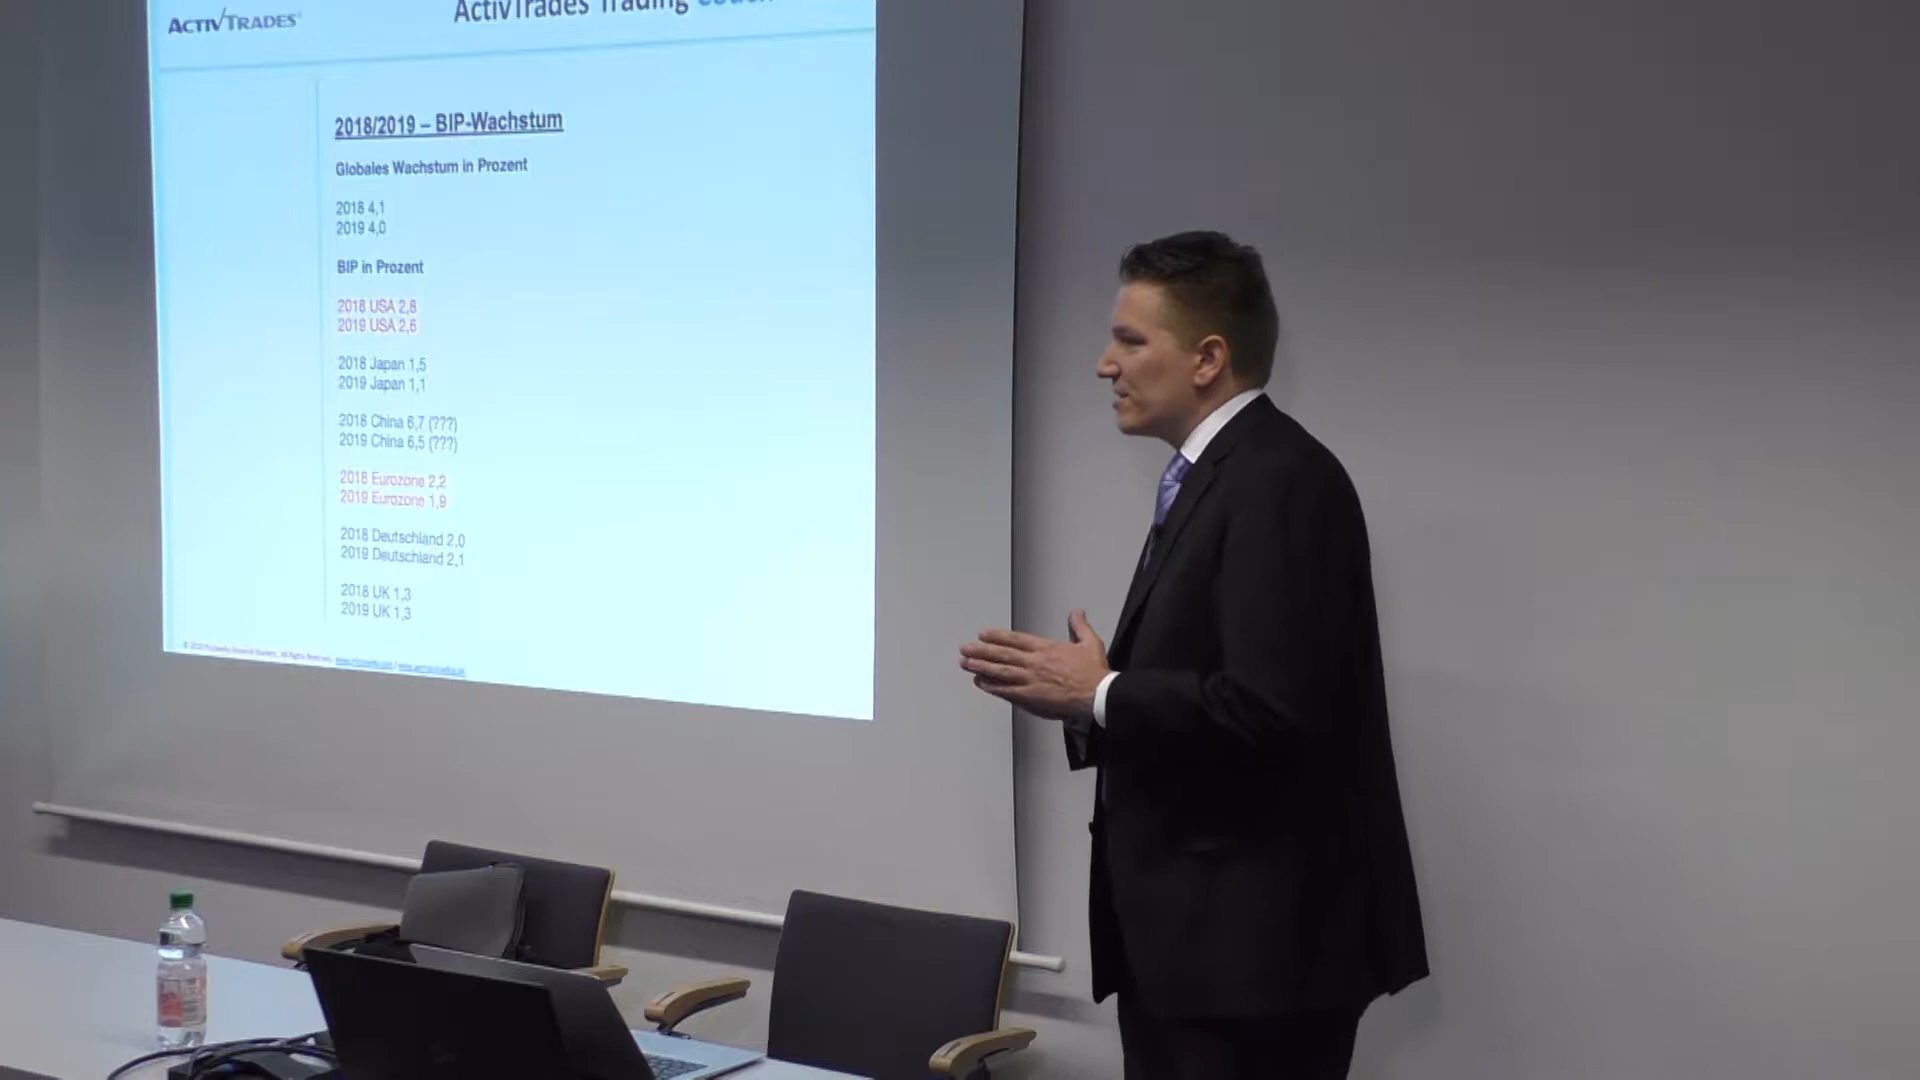 ACTIVTRADES
ActivTrades Trading
2018/2019 – BIP-Wachstum
Globales Wachstum in Prozent
2018 4,1
2019 4,0
BIP in Prozent
2018 USA 2,8
2019 USA 2,6
2018 Japan 1,5
2019 Japan 1,1
2018 China 6,7 (???)
2019 China 6,5 (???)
2018 Eurozone 2,2
2019 Eurozone 1,9
2018 Deutschland 2,0
2019 Deutschland 2,1
2018 UK 1,3
2019 UK 1,3